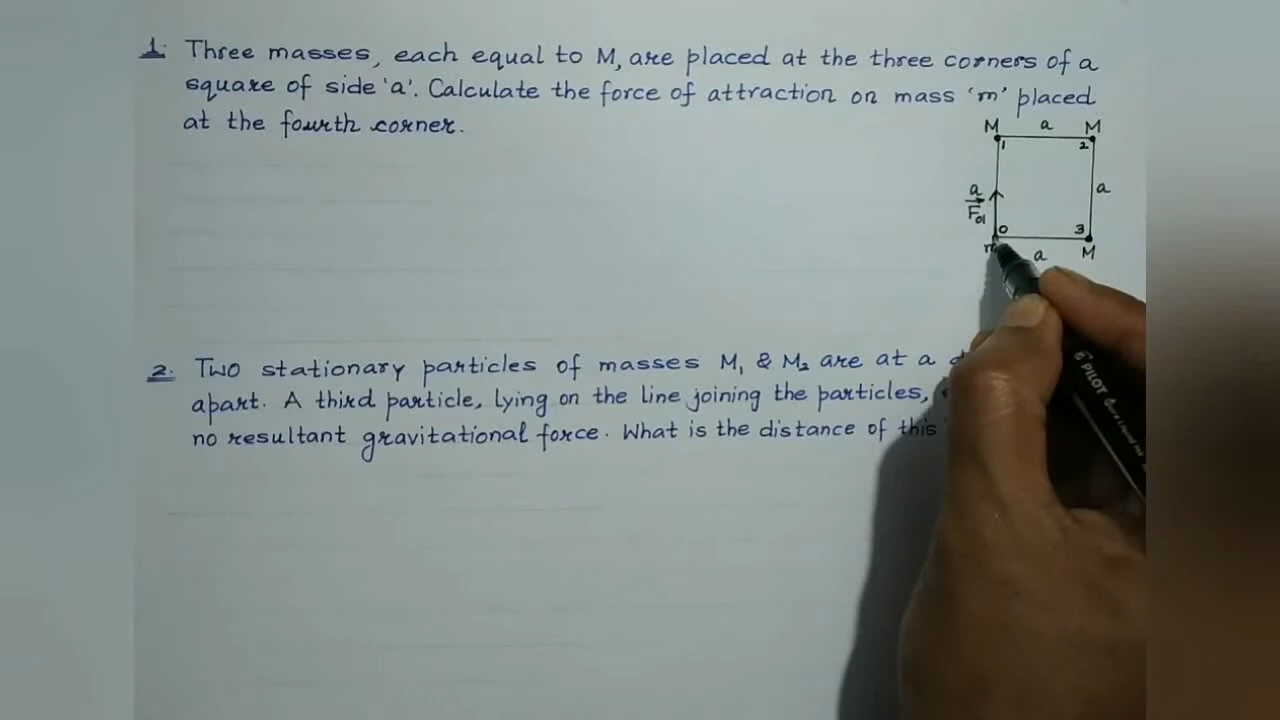 1. Three masses, each equal to M, are placed at the three corners of a
square of side 'a'. Calculate the force of attraction on mass 'm' placed
at the fourth corner.
M a M
1 2
a a
F01
0 3
m a M
2. Two stationary particles of masses M1 & M2 are at a
apart. A third particle, lying on the line joining the particles,
no resultant gravitational force. What is the distance of this
PILOT